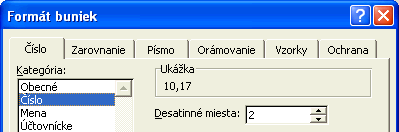 Formát buniek
Číslo Zarovnanie Písmo Orámovanie Vzorky Ochrana
Kategória:
Obecné
Číslo
Mena
Účtovnícke
Ukážka
10,17
Desatinné miesta: 2